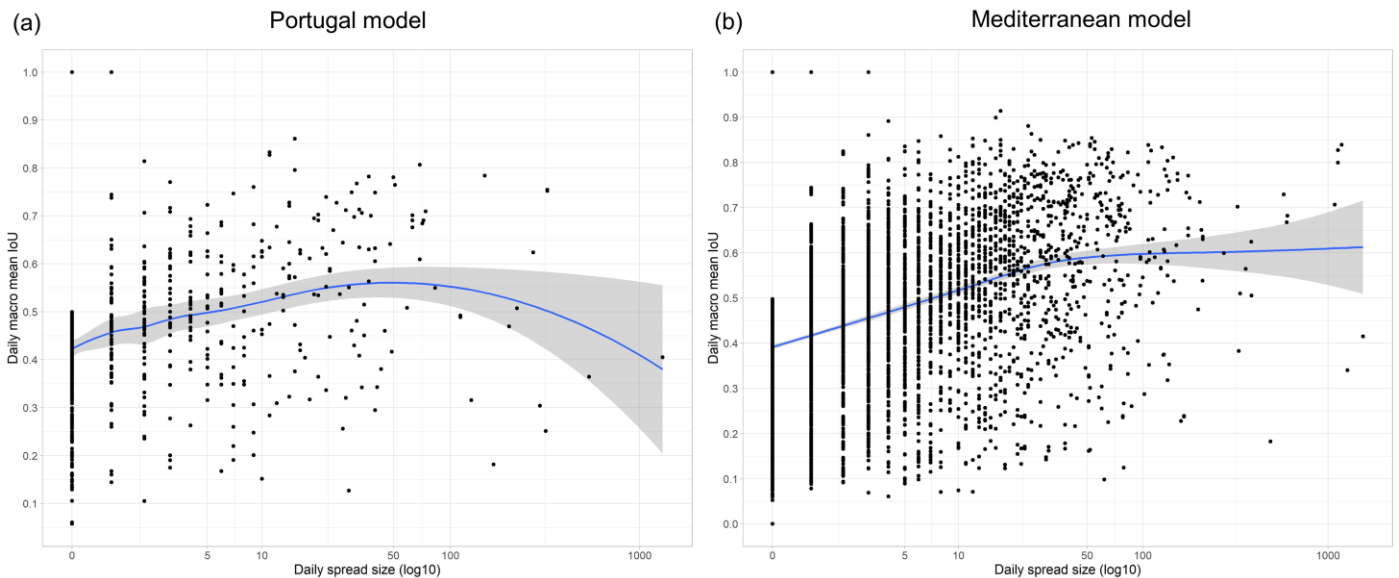 (a) Portugal model
1.0
0.9
0.8
0.7
0.6
0.5
0.4
0.3
0.2
0.1
Daily macro mean IoU
0 5 10 50 100 1000
Daily spread size (log10)
(b) Mediterranean model
1.0
0.9
0.8
0.7
0.6
0.5
0.4
0.3
0.2
0.1
0.0
Daily macro mean IoU
0 5 10 50 100 1000
Daily spread size (log10)